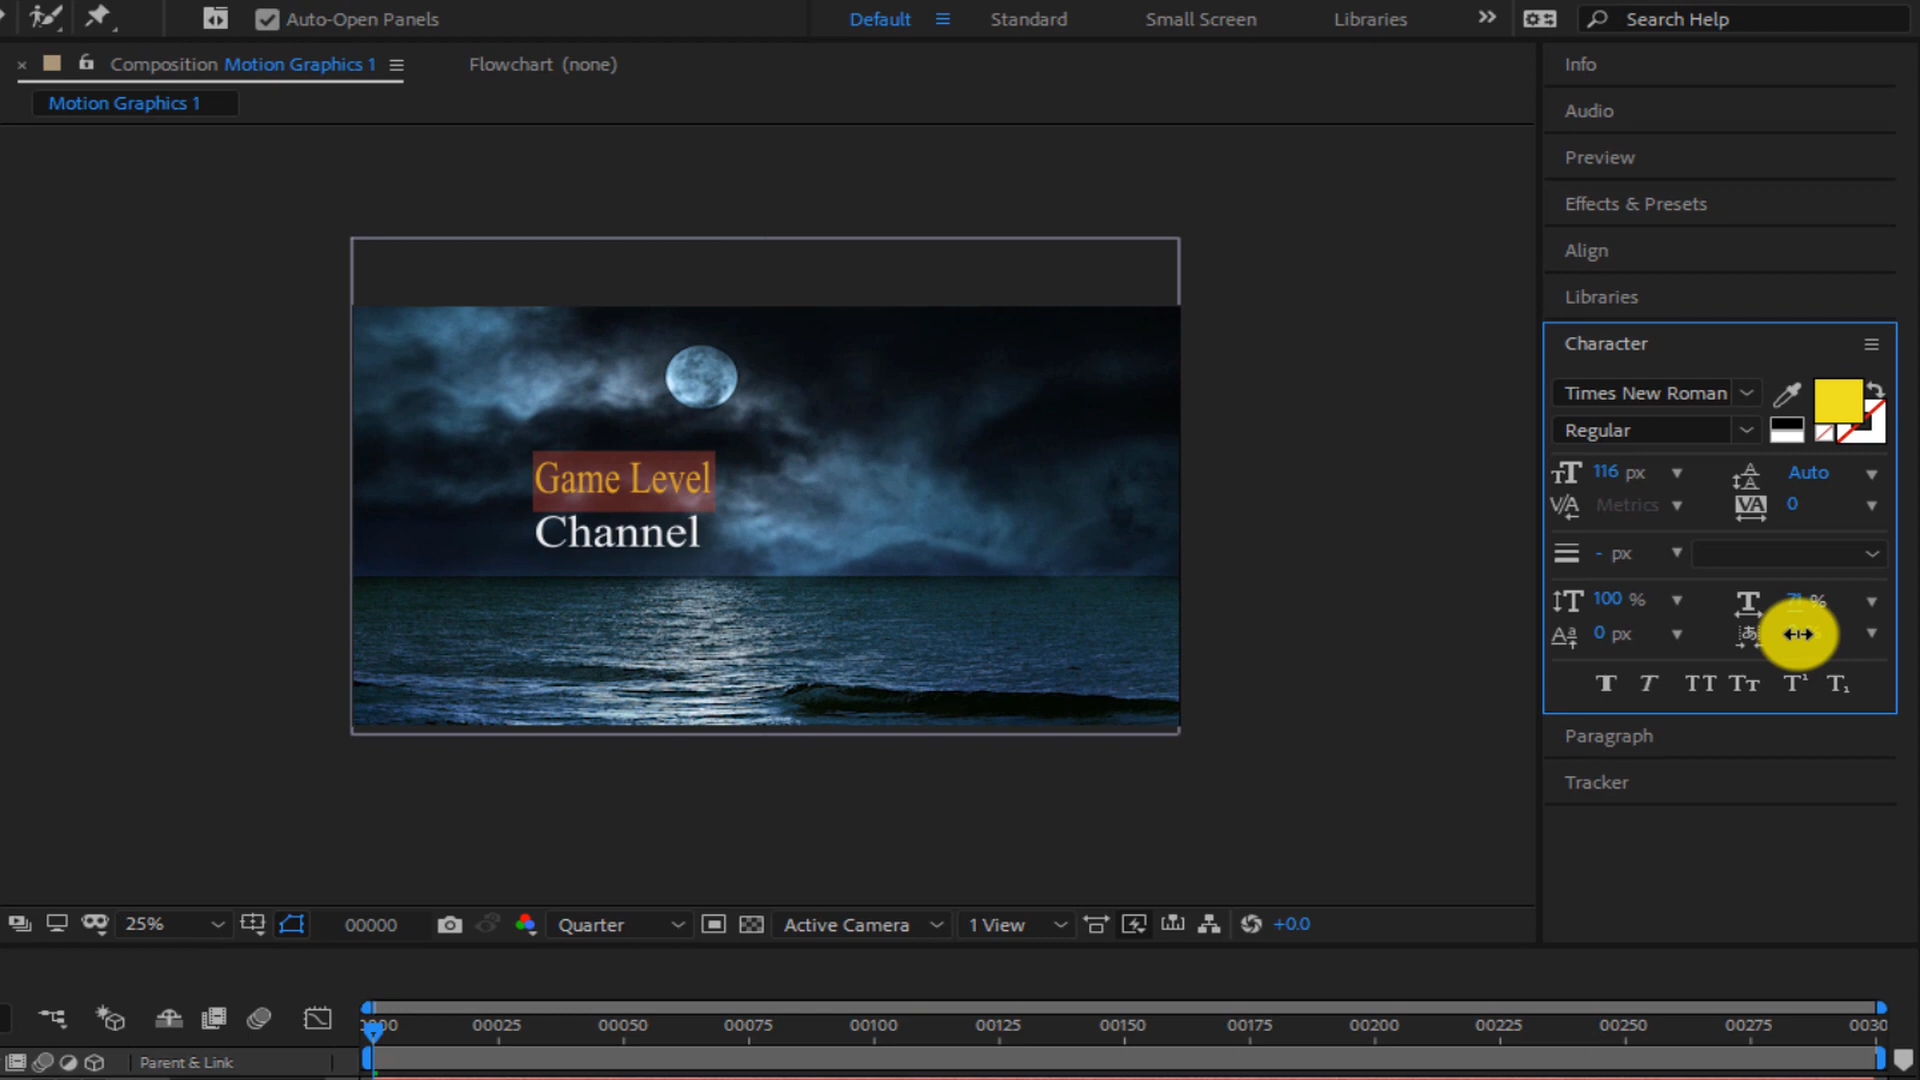 Auto-Open Panels
Default
Standard
Small Screen
Libraries
Search Help
Composition Motion Graphics 1
Flowchart (none)
Motion Graphics 1
Info
Audio
Preview
Effects & Presets
Align
Libraries
Character
Times New Roman
Regular
116 px
Auto
Metrics
0
- px
100 %
71 %
0 px
Paragraph
Tracker
Game Level
Channel
25%
00000
Quarter
Active Camera
1 View
+0.0
00025
00050
00075
00100
00125
00150
00175
00200
00225
00250
00275
Parent & Link